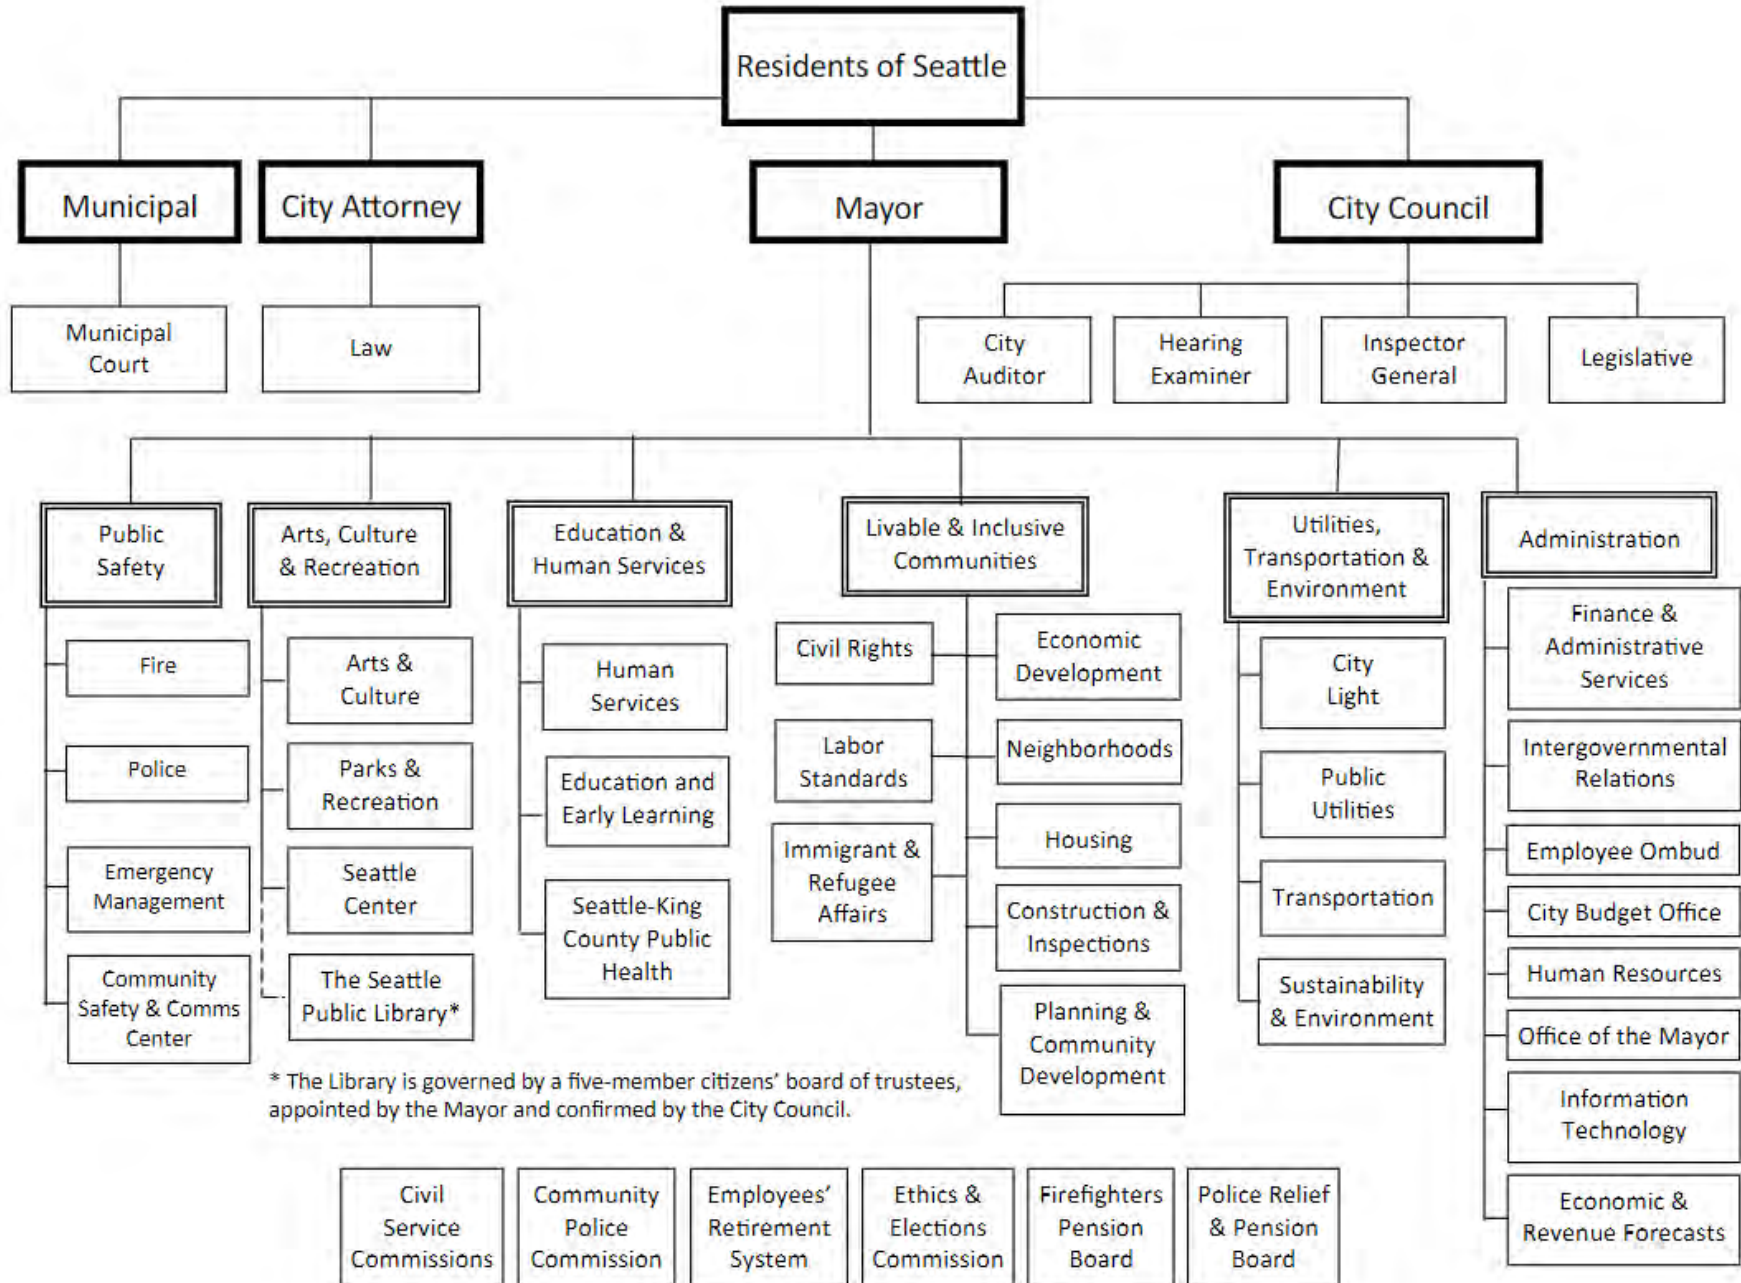 Residents of Seattle
Municipal
City Attorney
Mayor
City Council
Municipal
Court
Law
City
Auditor
Hearing
Examiner
Inspector
General
Legislative
Public
Safety
Fire
Police
Emergency
Management
Community
Safety & Comms
Center
Arts, Culture
& Recreation
Arts &
Culture
Parks &
Recreation
Seattle
Center
The Seattle
Public Library*
Education &
Human Services
Human
Services
Education and
Early Learning
Seattle-King
County Public
Health
Livable & Inclusive
Communities
Civil Rights
Labor
Standards
Immigrant &
Refugee
Affairs
Economic
Development
Neighborhoods
Housing
Construction &
Inspections
Planning &
Community
Development
Utilities,
Transportation &
Environment
City
Light
Public
Utilities
Transportation
Sustainability
& Environment
Administration
Finance &
Administrative
Services
Intergovernmental
Relations
Employee Ombud
City Budget Office
Human Resources
Office of the Mayor
Information
Technology
Economic &
Revenue Forecasts
* The Library is governed by a five-member citizens' board of trustees,
appointed by the Mayor and confirmed by the City Council.
Civil
Service
Commissions
Community
Police
Commission
Employees'
Retirement
System
Ethics &
Elections
Commission
Firefighters
Pension
Board
Police Relief
& Pension
Board